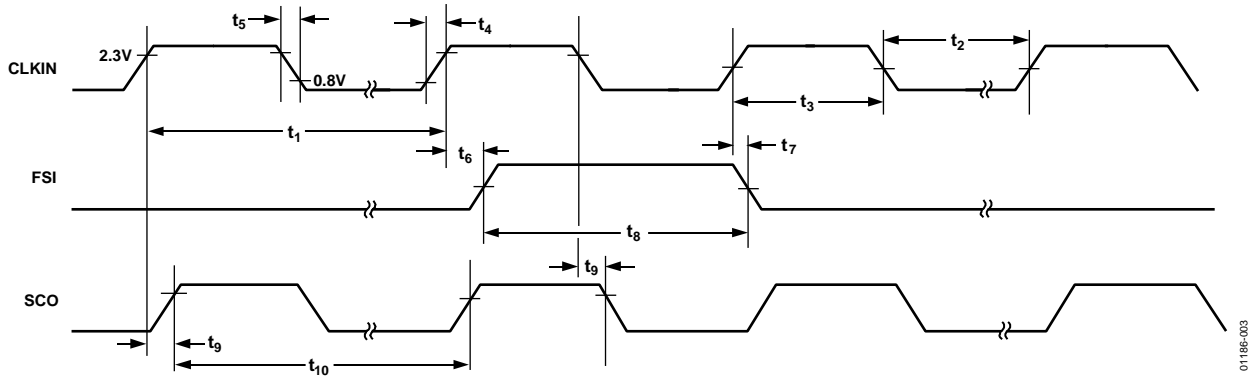 t5
t4
2.3V
CLKIN
0.8V
t2
t3
t1
t6
t7
FSI
t8
t9
SCO
t9
t10
01186-003